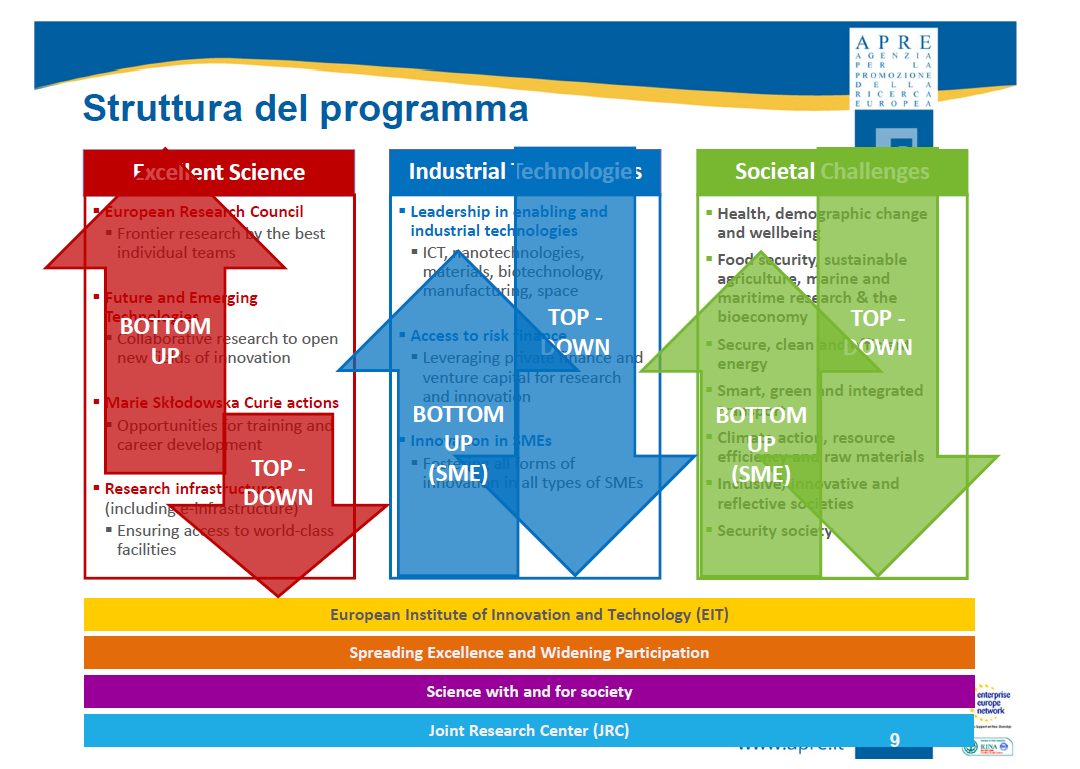 APRE
AGENZIA
PER LA
PROMOZIONE
DELLA
RICERCA
EUROPEA
Struttura del programma
Excellent Science
▪ European Research Council
▪ Frontier research by the best
individual teams
▪ Future and Emerging
Technologies
▪ Collaborative research to open
new fields of innovation
▪ Marie Skłodowska Curie actions
▪ Opportunities for training and
career development
▪ Research infrastructures
(including e-infrastructure)
▪ Ensuring access to world-class
facilities
BOTTOM
UP
TOP -
DOWN
Industrial Technologies
▪ Leadership in enabling and
industrial technologies
▪ ICT, nanotechnologies,
materials, biotechnology,
manufacturing, space
▪ Access to risk finance
▪ Leveraging private finance and
venture capital for research
and innovation
▪ Innovation in SMEs
▪ Fostering all forms of
innovation in all types of SMEs
TOP -
DOWN
BOTTOM
UP
(SME)
Societal Challenges
▪ Health, demographic change
and wellbeing
▪ Food security, sustainable
agriculture, marine and
maritime research & the
bioeconomy
▪ Secure, clean and
energy
▪ Smart, green and integrated
▪ Climate action, resource
efficiency and raw materials
▪ Inclusive, innovative and
reflective societies
▪ Security society
TOP -
DOWN
BOTTOM
UP
(SME)
European Institute of Innovation and Technology (EIT)
Spreading Excellence and Widening Participation
Science with and for society
Joint Research Center (JRC)
www.apre.it
9
enterprise
europe
network
RINA